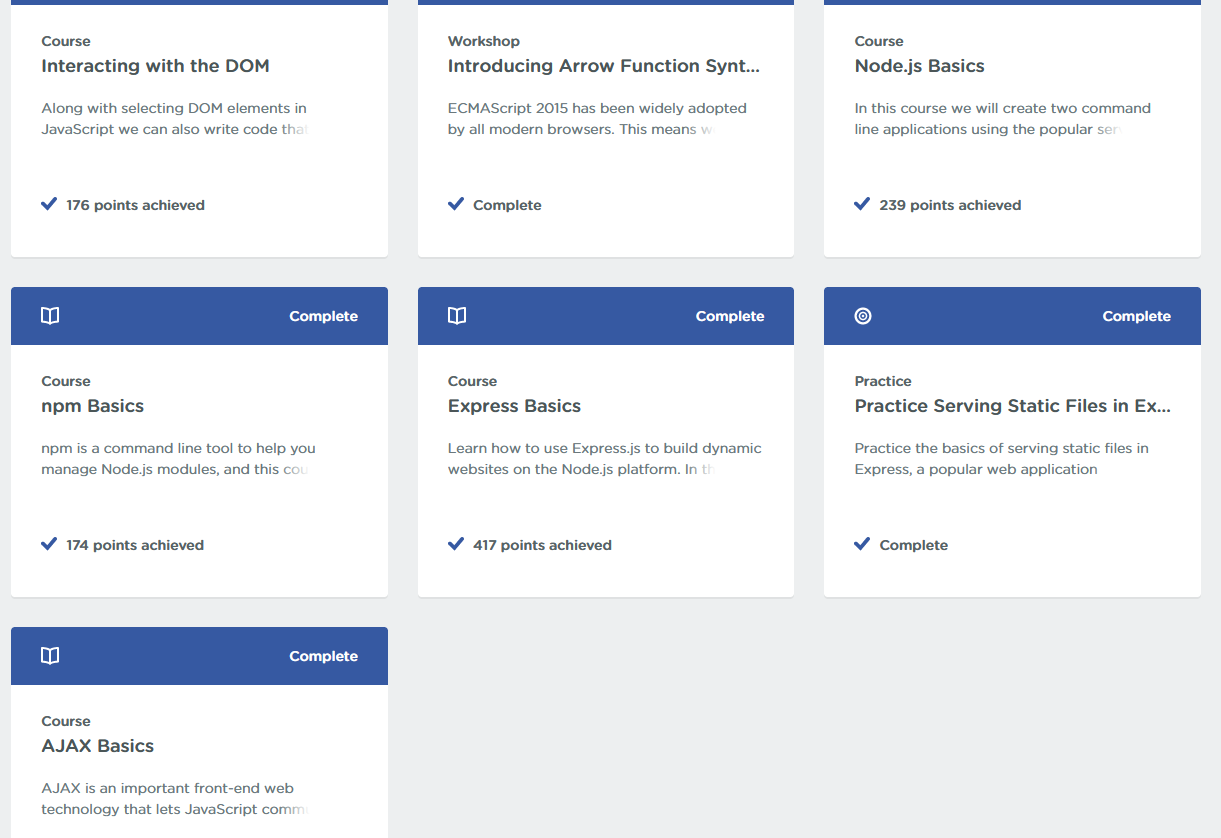 Course
Interacting with the DOM
Along with selecting DOM elements in
JavaScript we can also write code that
176 points achieved
Workshop
Introducing Arrow Function Synt...
ECMAScript 2015 has been widely adopted
by all modern browsers. This means
Complete
Course
Node.js Basics
In this course we will create two command
line applications using the popular
239 points achieved
Complete
Course
npm Basics
npm is a command line tool to help you
manage Node.js modules, and this
174 points achieved
Complete
Course
Express Basics
Learn how to use Express.js to build dynamic
websites on the Node.js platform. In
417 points achieved
Complete
Practice
Practice Serving Static Files in Ex...
Practice the basics of serving static files in
Express, a popular web application
Complete
Complete
Course
AJAX Basics
AJAX is an important front-end web
technology that lets JavaScript